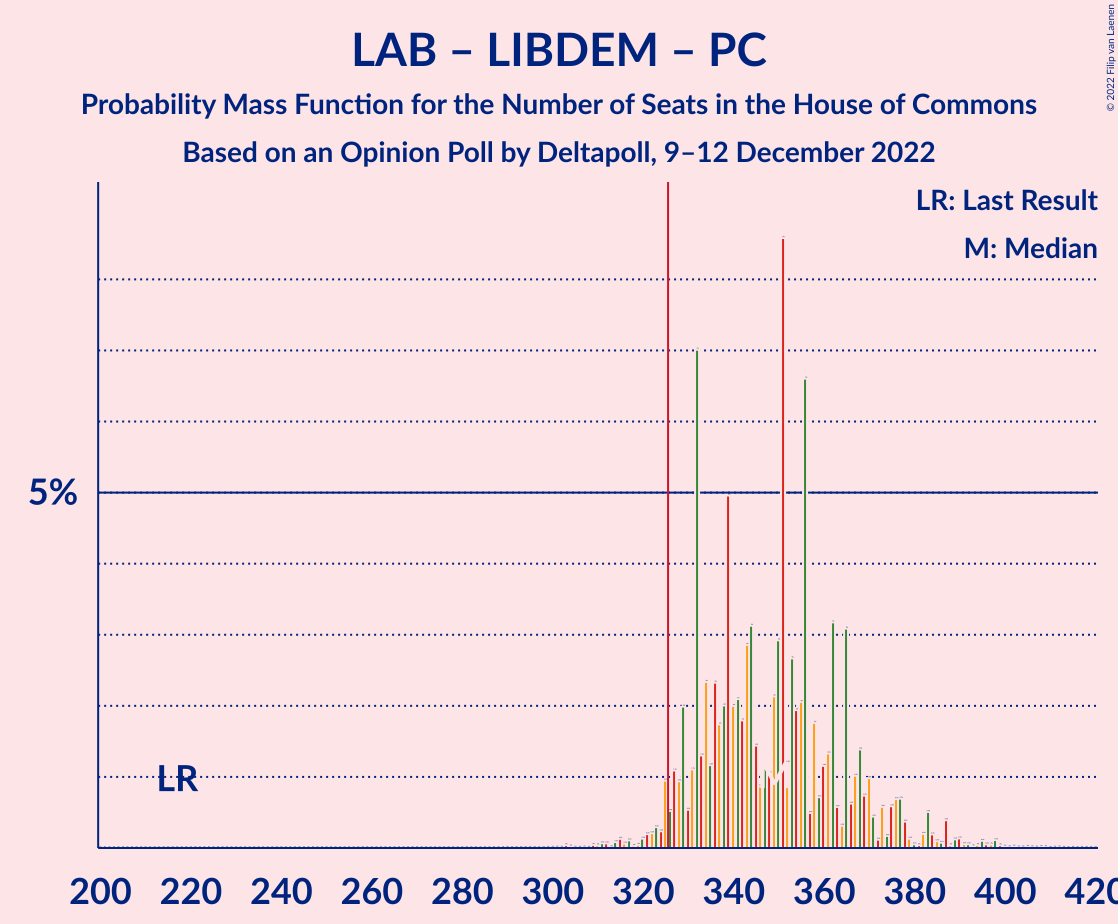 LAB – LIBDEM – PC
Probability Mass Function for the Number of Seats in the House of Commons
Based on an Opinion Poll by Deltapoll, 9–12 December 2022
© 2022 Filip van Laenen
LR: Last Result
M: Median
5%
LR
200 220 240 260 280 300 320 340 360 380 400 420